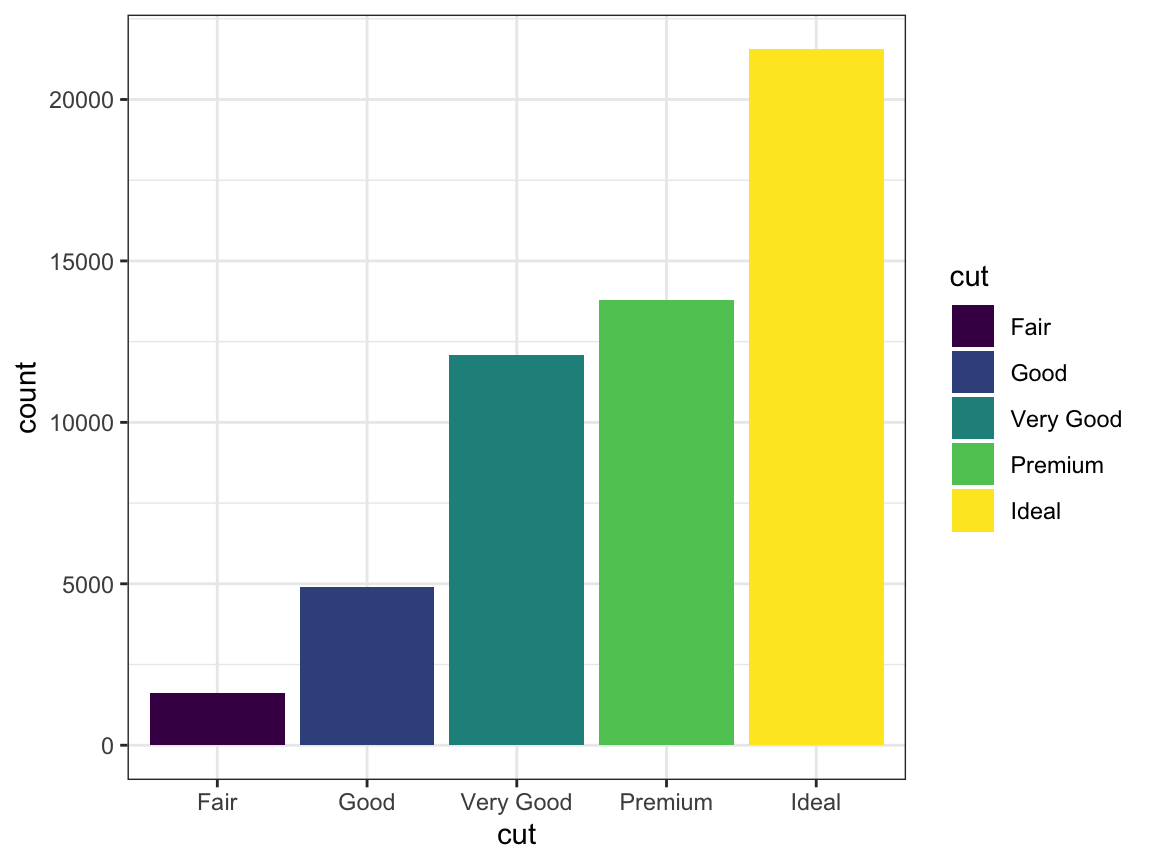 20000
15000
10000
5000
0
count
Fair Good Very Good Premium Ideal
cut
cut
Fair
Good
Very Good
Premium
Ideal